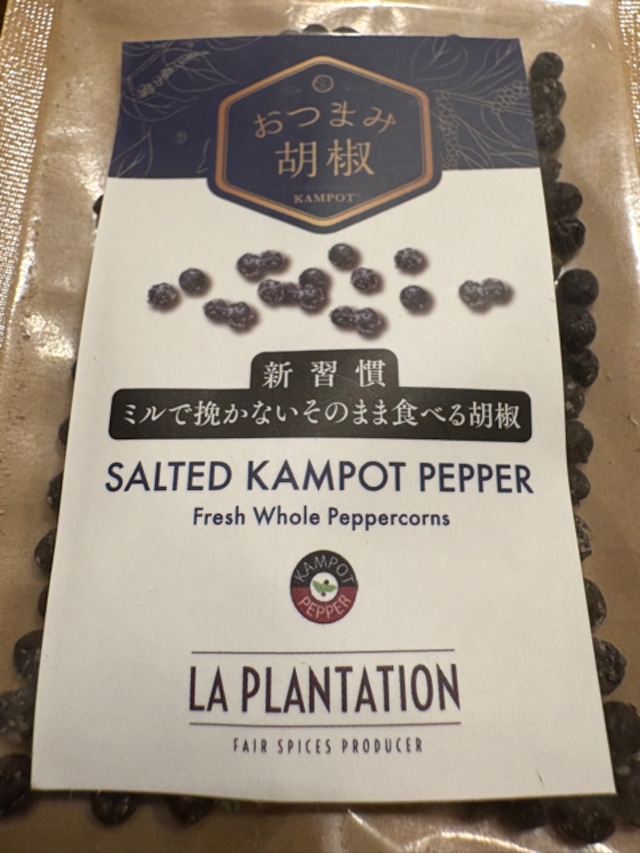 おつまみ
胡椒
KAMPOT
新習慣
ミルで挽かないそのまま食べる胡椒
SALTED KAMPOT PEPPER
Fresh Whole Peppercorns
KAMPOT
PEPPER
LA PLANTATION
FAIR SPICES PRODUCER